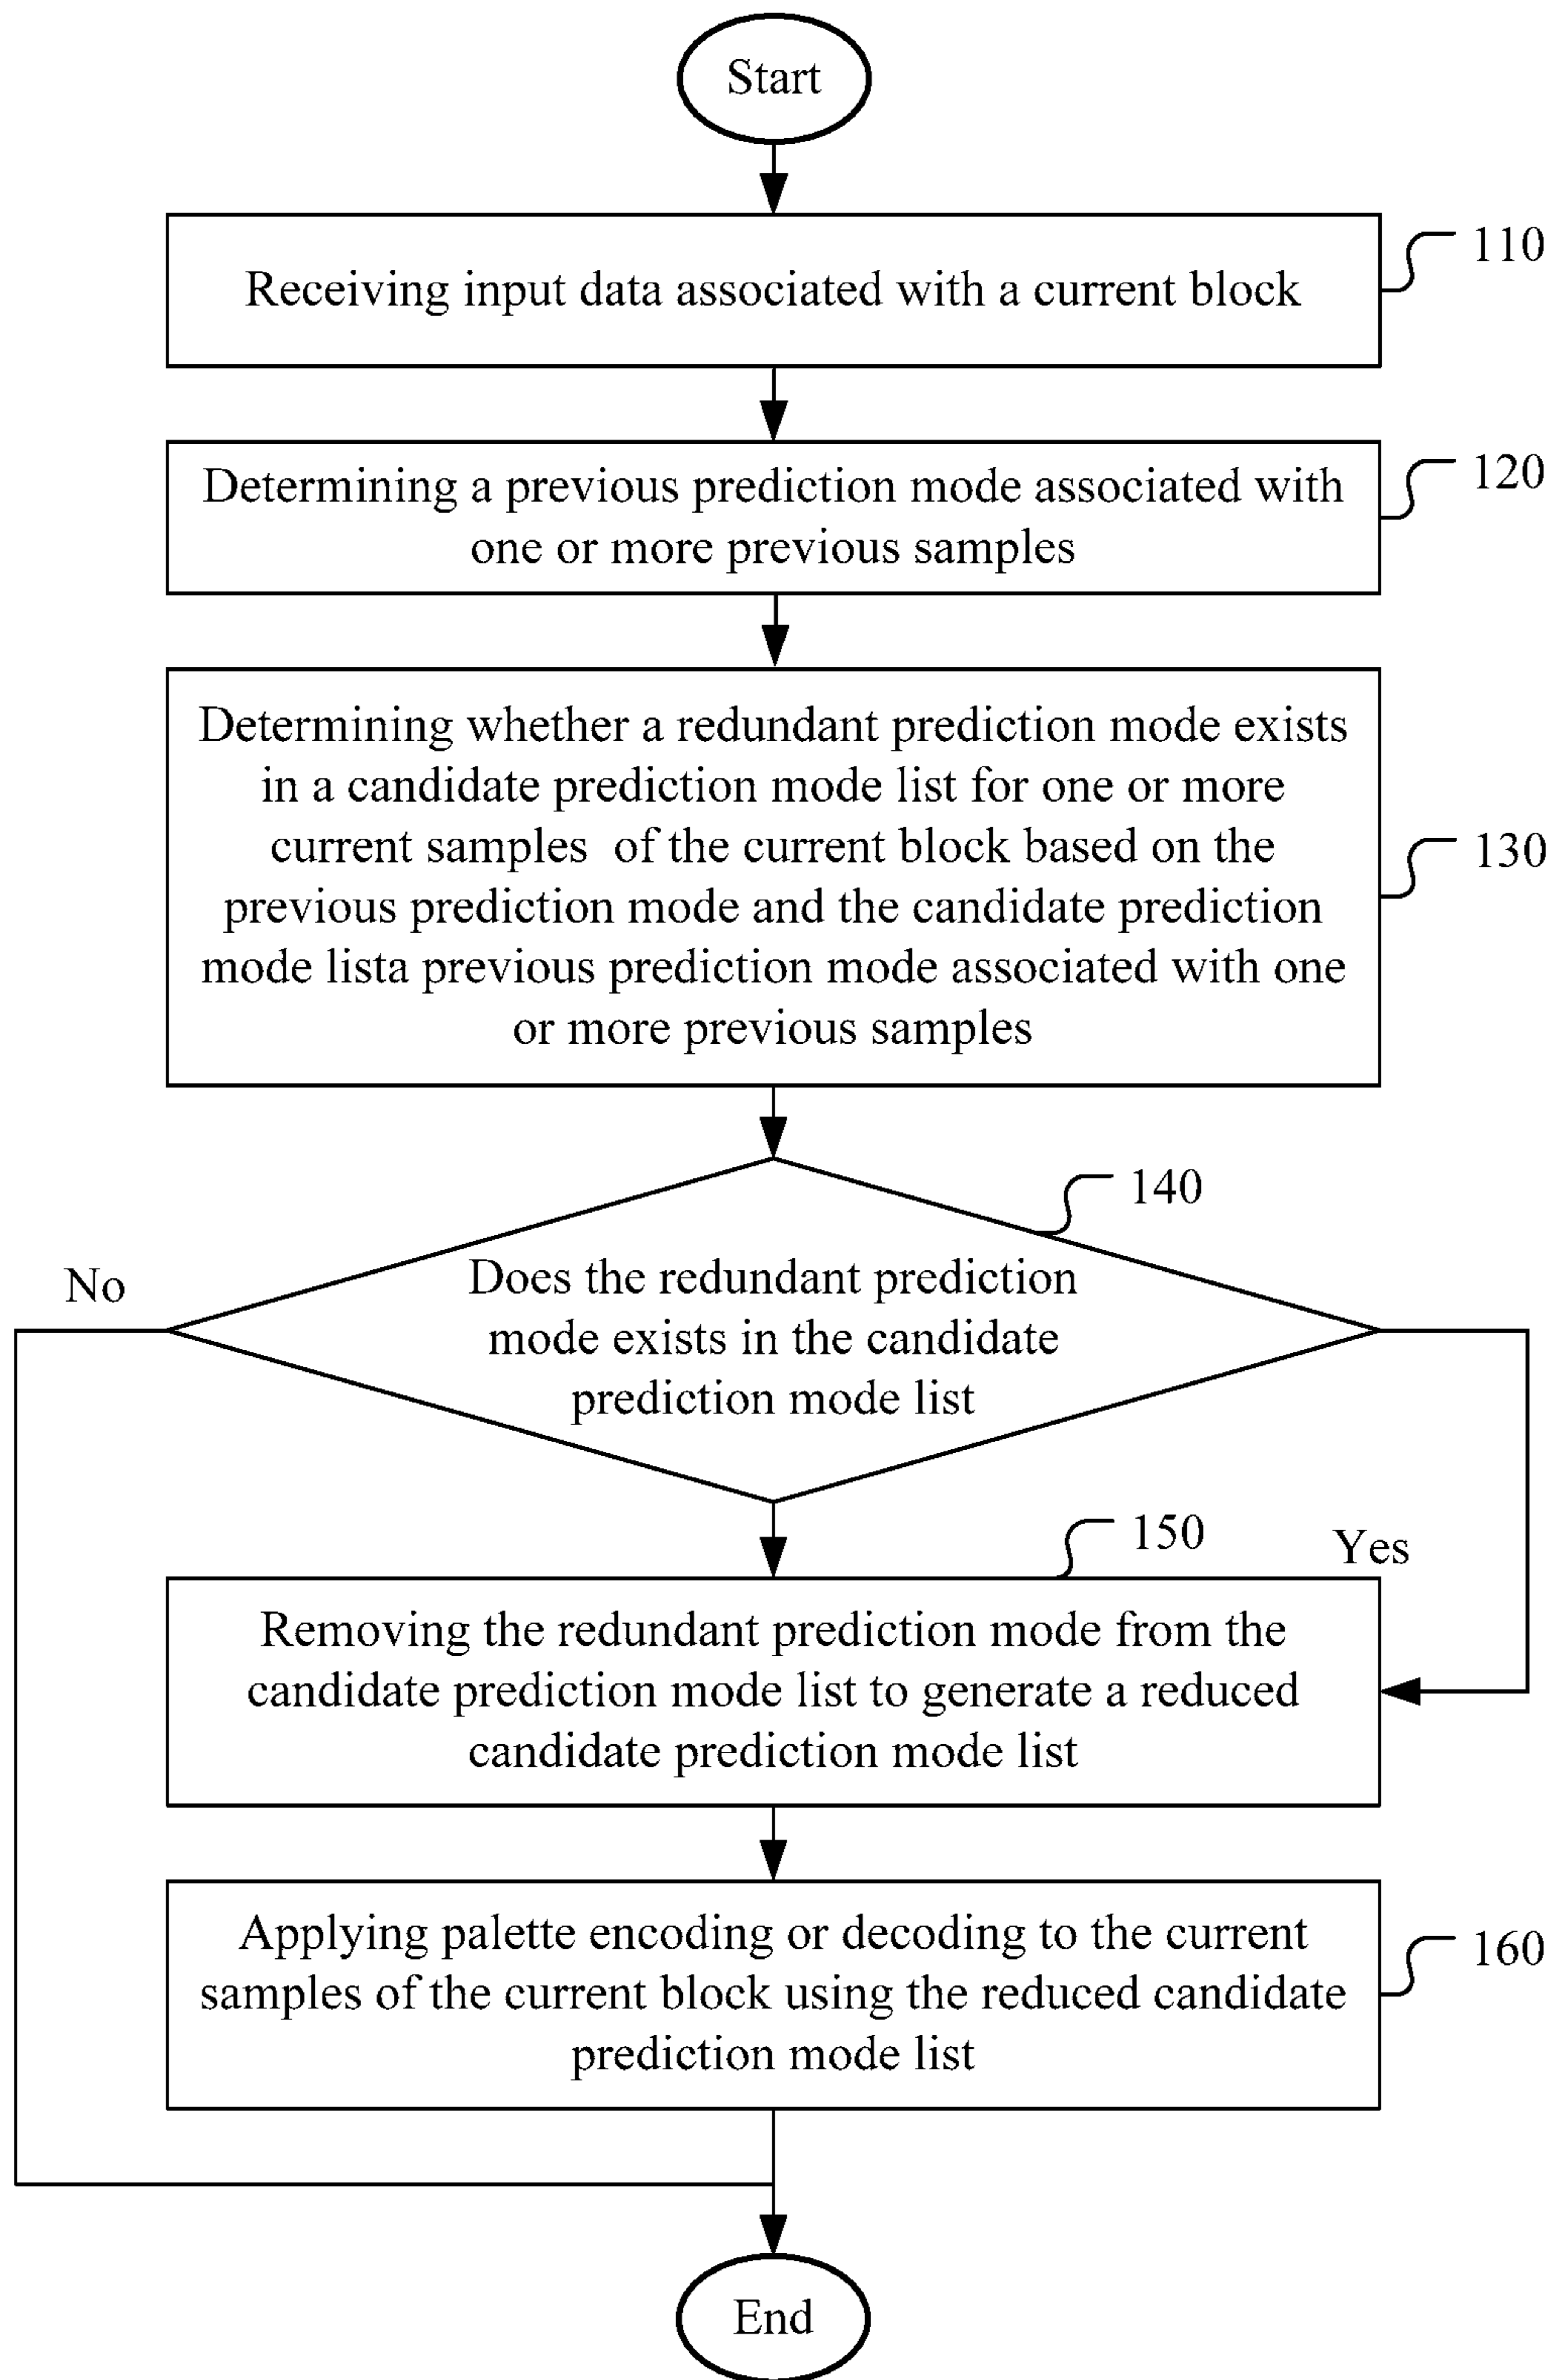 Start
Receiving input data associated with a current block
110
Determining a previous prediction mode associated with
one or more previous samples
120
Determining whether a redundant prediction mode exists
in a candidate prediction mode list for one or more
current samples of the current block based on the
previous prediction mode and the candidate prediction
mode lista previous prediction mode associated with one
or more previous samples
130
140
No
Does the redundant prediction
mode exists in the candidate
prediction mode list
150
Yes
Removing the redundant prediction mode from the
candidate prediction mode list to generate a reduced
candidate prediction mode list
Applying palette encoding or decoding to the current
samples of the current block using the reduced candidate
prediction mode list
160
End